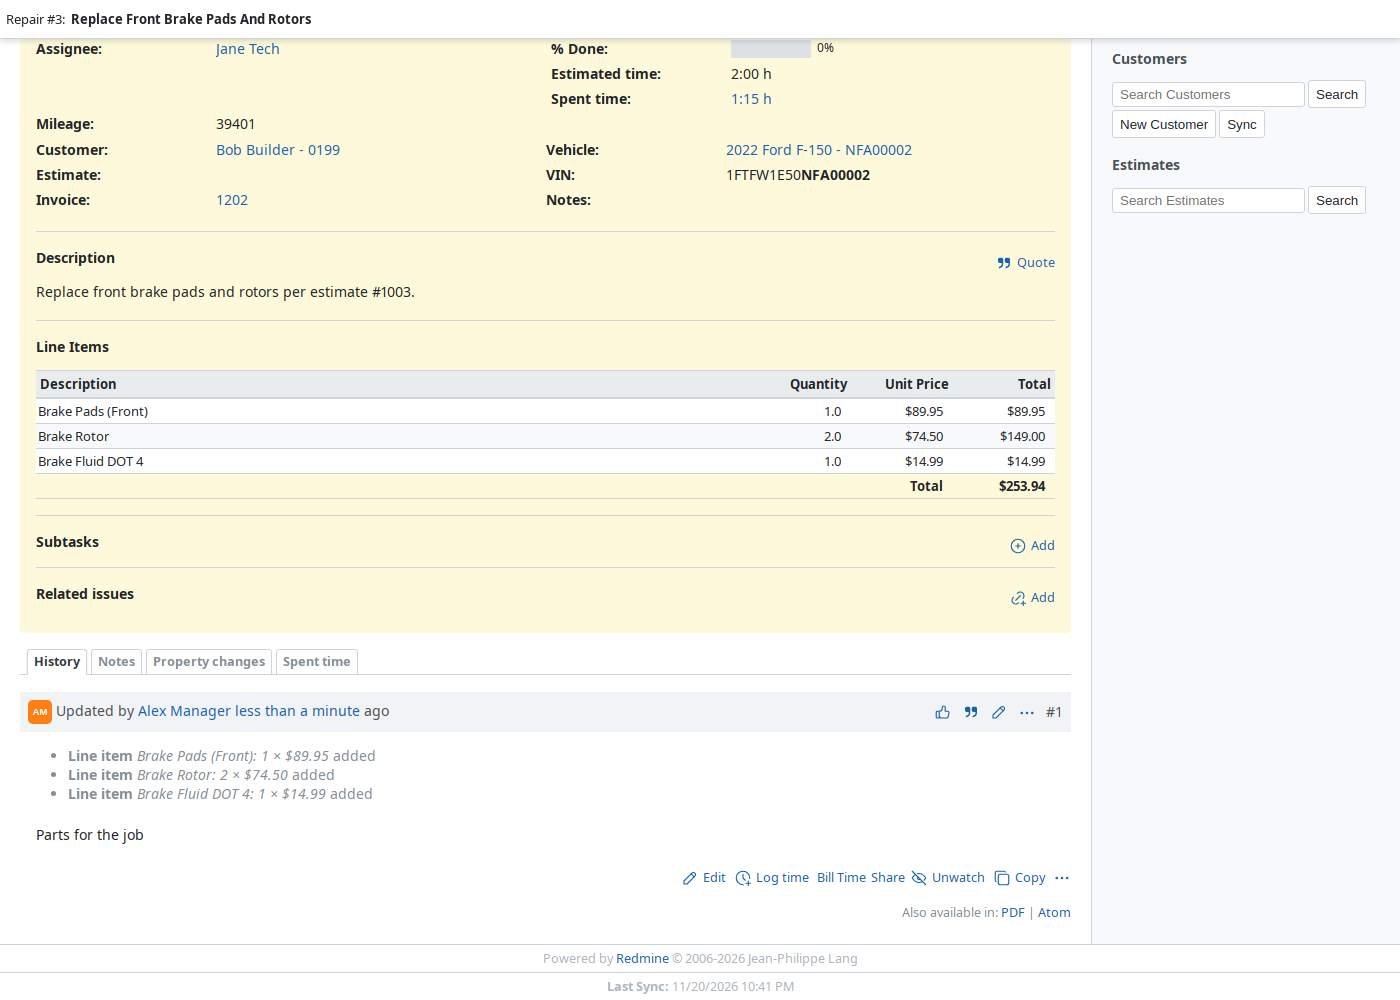 Repair #3: Replace Front Brake Pads And Rotors
Assignee: Jane Tech % Done: 0%
Estimated time: 2:00 h
Spent time: 1:15 h
Mileage: 39401
Customer: Bob Builder - 0199 Vehicle: 2022 Ford F-150 - NFA00002
Estimate: VIN: 1FTFW1E50NFA00002
Invoice: 1202 Notes:
Description
Quote
Replace front brake pads and rotors per estimate #1003.
Line Items
Description Quantity Unit Price Total
Brake Pads (Front) 1.0 $89.95 $89.95
Brake Rotor 2.0 $74.50 $149.00
Brake Fluid DOT 4 1.0 $14.99 $14.99
Total $253.94
Subtasks Add
Related issues Add
History Notes Property changes Spent time
AM Updated by Alex Manager less than a minute ago #1
Line item Brake Pads (Front): 1 × $89.95 added
Line item Brake Rotor: 2 × $74.50 added
Line item Brake Fluid DOT 4: 1 × $14.99 added
Parts for the job
Edit Log time Bill Time Share Unwatch Copy
Also available in: PDF | Atom
Customers
Search Customers Search
New Customer Sync
Estimates
Search Estimates Search
Powered by Redmine © 2006-2026 Jean-Philippe Lang
Last Sync: 11/20/2026 10:41 PM